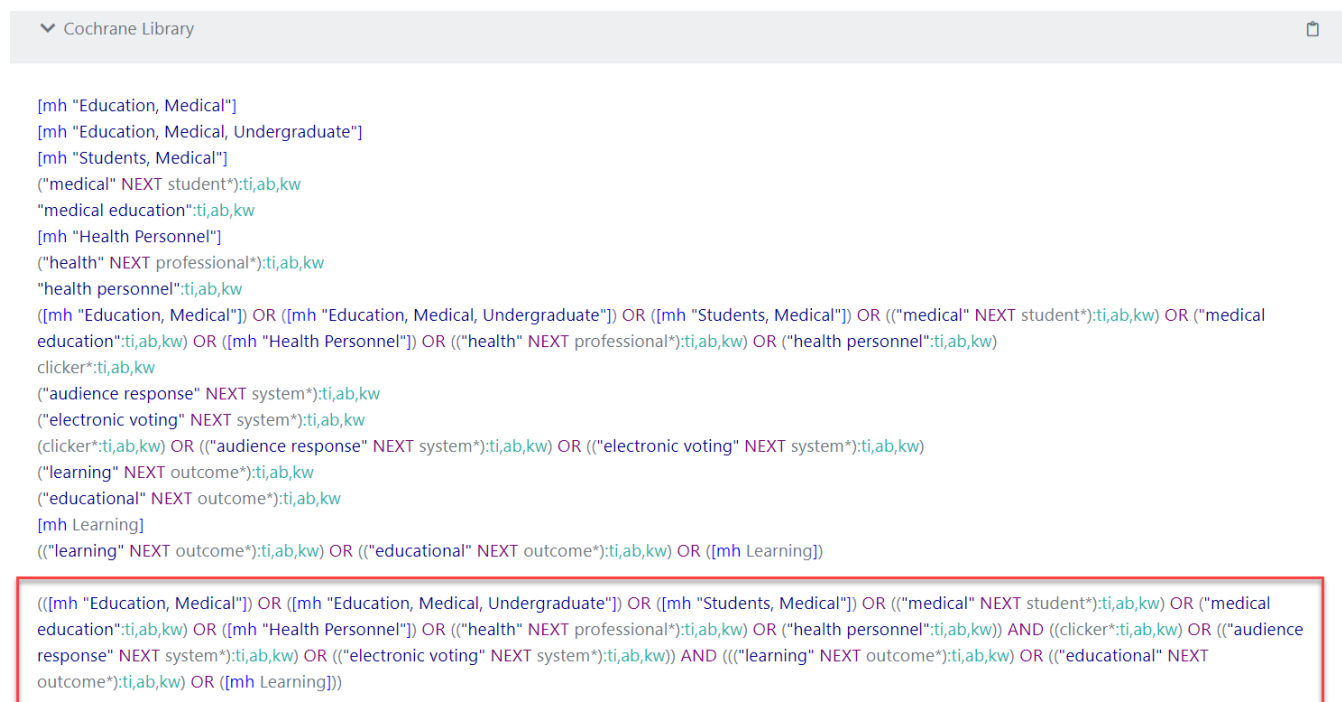 Cochrane Library
[mh "Education, Medical"]
[mh "Education, Medical, Undergraduate"]
[mh "Students, Medical"]
("medical" NEXT student*):ti,ab,kw
"medical education":ti,ab,kw
[mh "Health Personnel"]
("health" NEXT professional*):ti,ab,kw
"health personnel":ti,ab,kw
([mh "Education, Medical"]) OR ([mh "Education, Medical, Undergraduate"]) OR ([mh "Students, Medical"]) OR (("medical" NEXT student*):ti,ab,kw) OR ("medical
education":ti,ab,kw) OR ([mh "Health Personnel"]) OR (("health" NEXT professional*):ti,ab,kw) OR ("health personnel":ti,ab,kw)
clicker*:ti,ab,kw
("audience response" NEXT system*):ti,ab,kw
("electronic voting" NEXT system*):ti,ab,kw
(clicker*:ti,ab,kw) OR (("audience response" NEXT system*):ti,ab,kw) OR (("electronic voting" NEXT system*):ti,ab,kw)
("learning" NEXT outcome*):ti,ab,kw
("educational" NEXT outcome*):ti,ab,kw
[mh Learning]
(("learning" NEXT outcome*):ti,ab,kw) OR (("educational" NEXT outcome*):ti,ab,kw) OR ([mh Learning])
(([mh "Education, Medical"]) OR ([mh "Education, Medical, Undergraduate"]) OR ([mh "Students, Medical"]) OR (("medical" NEXT student*):ti,ab,kw) OR ("medical
education":ti,ab,kw) OR ([mh "Health Personnel"]) OR (("health" NEXT professional*):ti,ab,kw) OR ("health personnel":ti,ab,kw)) AND ((clicker*:ti,ab,kw) OR (("audience
response" NEXT system*):ti,ab,kw) OR (("electronic voting" NEXT system*):ti,ab,kw)) AND ((("learning" NEXT outcome*):ti,ab,kw) OR (("educational" NEXT
outcome*):ti,ab,kw) OR ([mh Learning]))